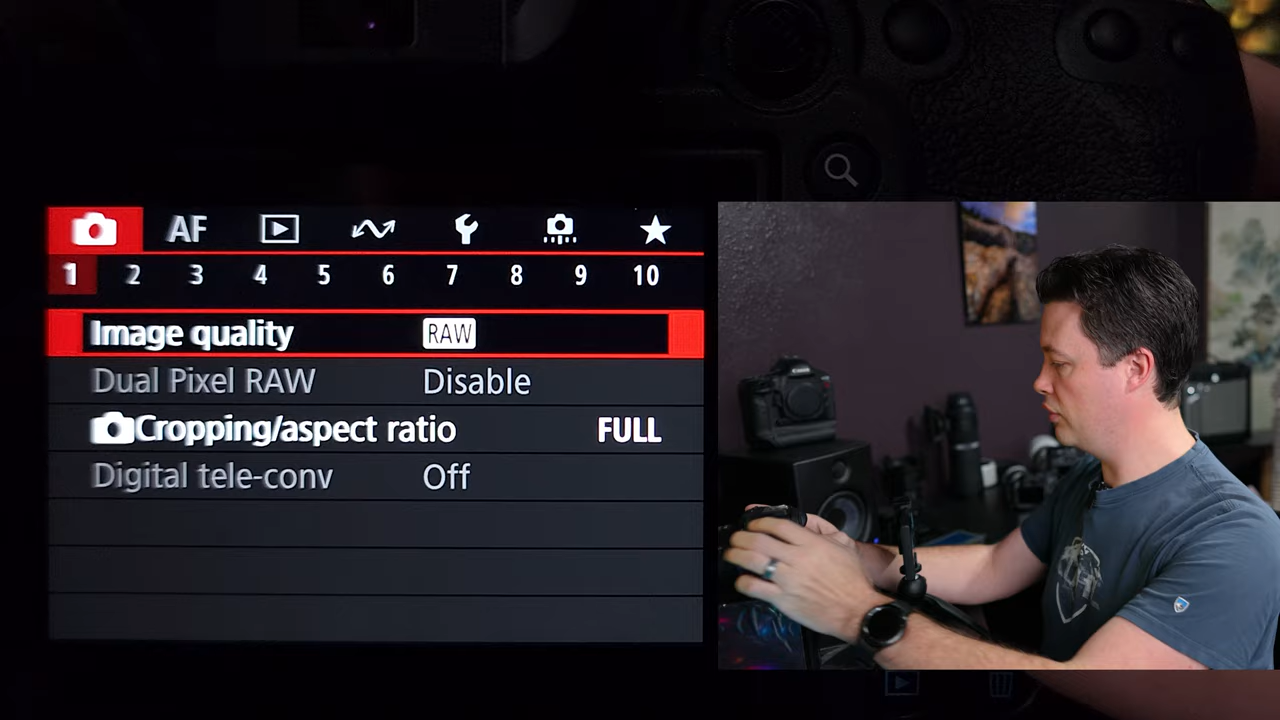 AF
1 2 3 4 5 6 7 8 9 10
Image quality RAW
Dual Pixel RAW Disable
Cropping/aspect ratio FULL
Digital tele-conv Off